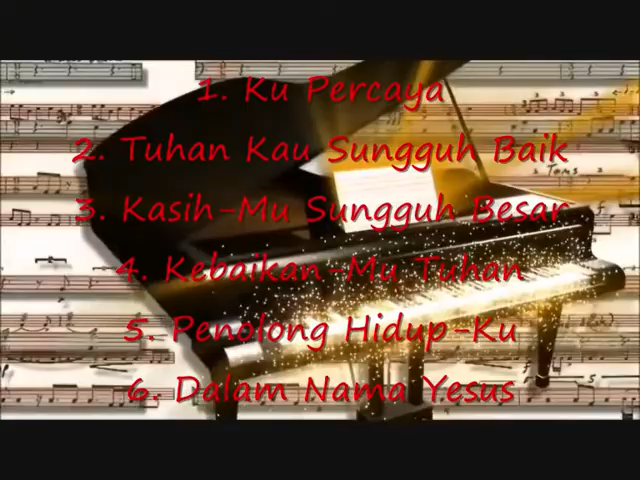 1. Ku Percaya
2. Tuhan Kau Sungguh Baik
3. Kasih-Mu Sungguh Besar
4. Kebaikan-Mu Tuhan
5. Penolong Hidup-Ku
6. Dalam Nama Yesus